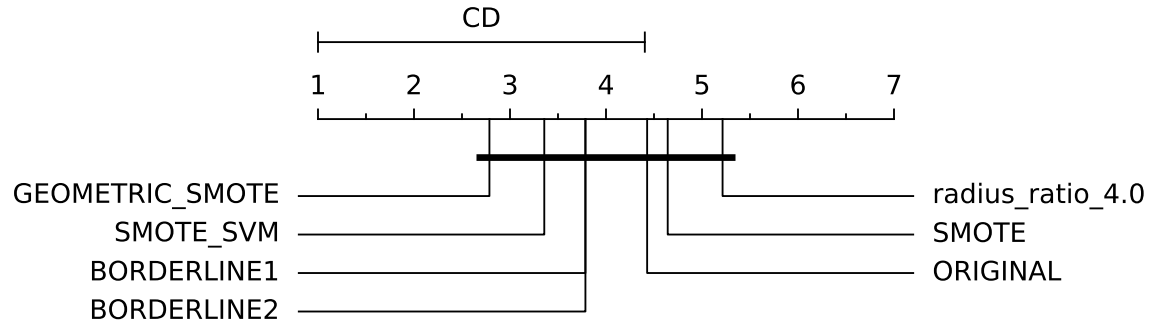 CD
1 2 3 4 5 6 7
GEOMETRIC_SMOTE radius_ratio_4.0
SMOTE_SVM SMOTE
BORDERLINE1 ORIGINAL
BORDERLINE2